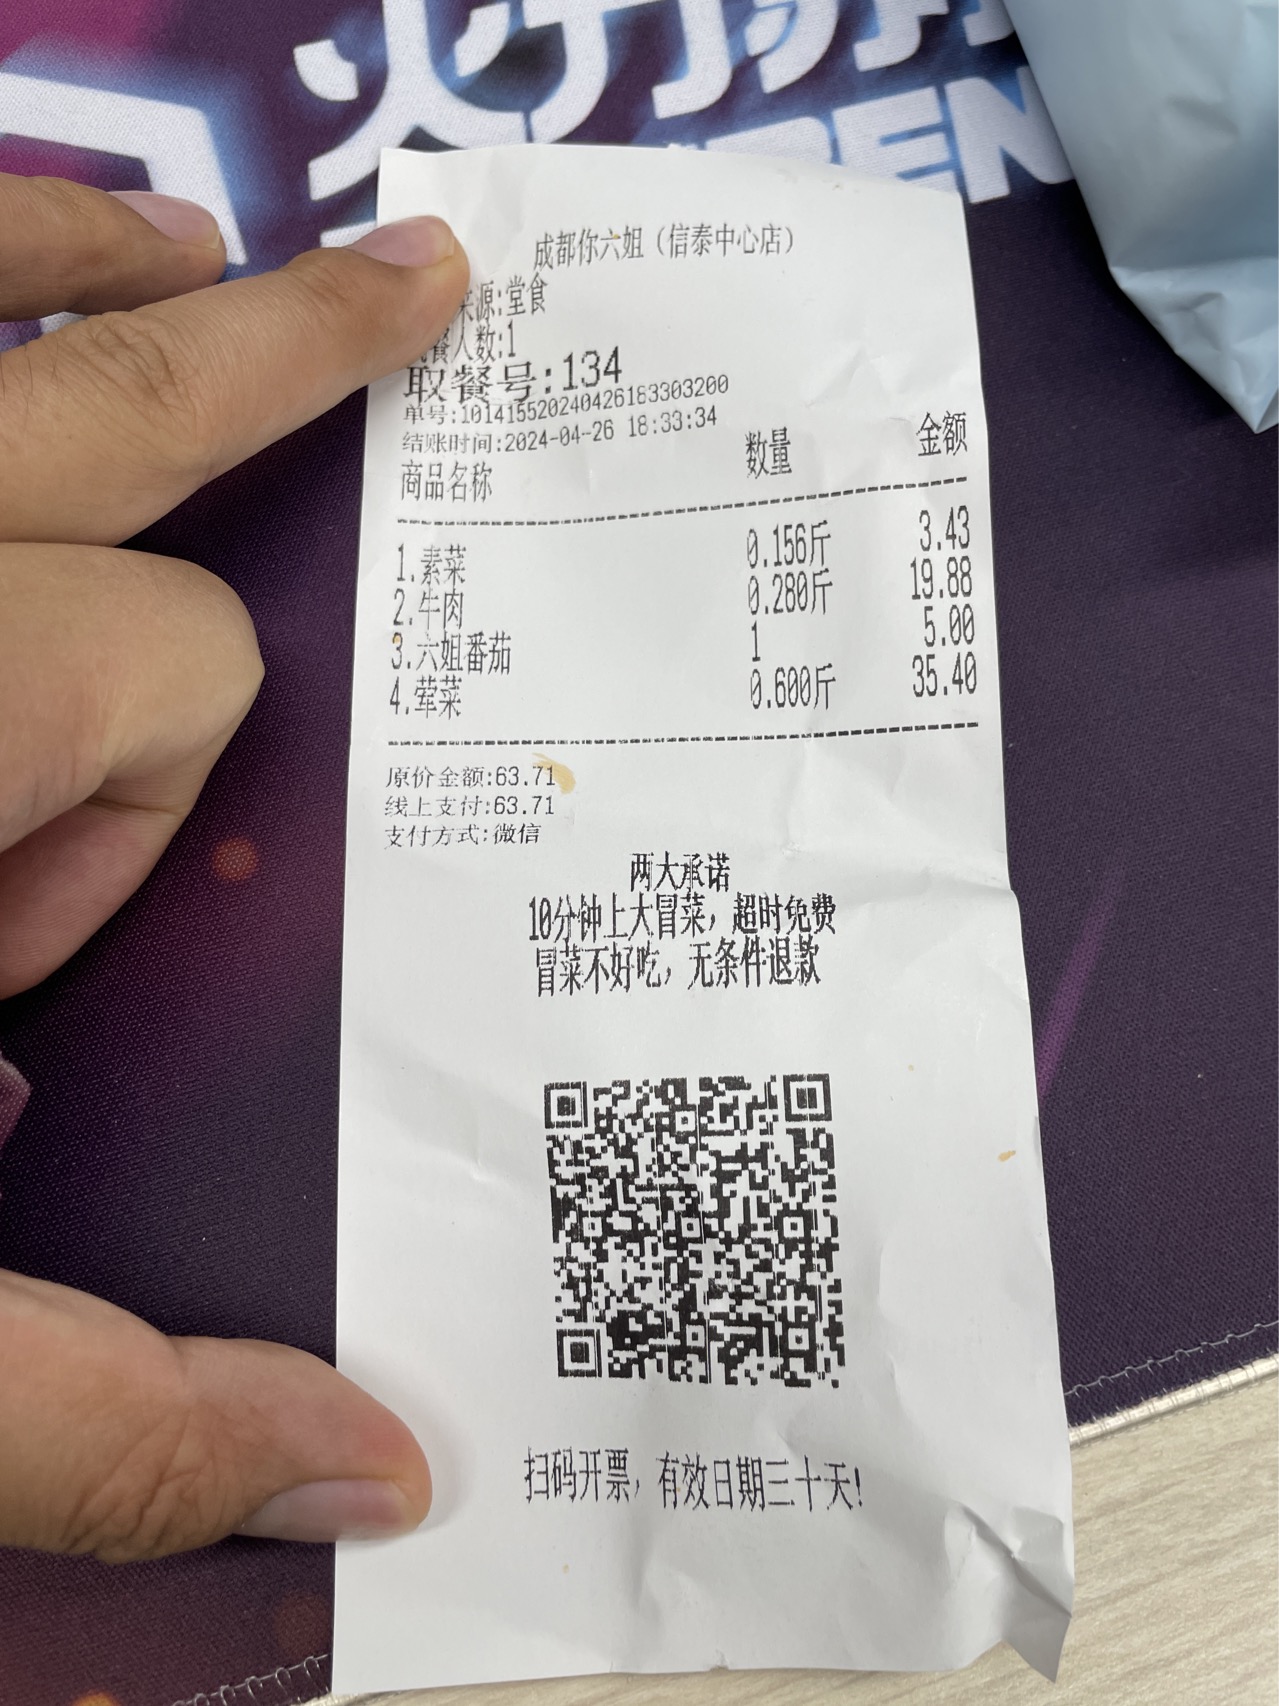 成都你六姐（信泰中心店）
来源:堂食
餐人数:1
取餐号:134
单号:101415520240426183303200
结账时间:2024-04-26 18:33:34
商品名称 数量 金额
1.素菜 0.156斤 3.43
2.牛肉 0.280斤 19.88
3.六姐番茄 1 5.00
4.荤菜 0.600斤 35.40
原价金额:63.71
线上支付:63.71
支付方式:微信
两大承诺
10分钟上大冒菜，超时免费
冒菜不好吃，无条件退款
扫码开票，有效日期三十天!